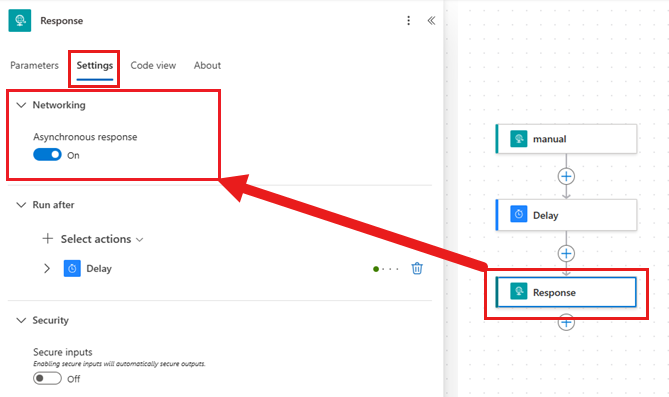 Response
Parameters Settings Code view About
Networking
Asynchronous response
On
Run after
Select actions
Delay
Security
Secure inputs
Enabling secure inputs will automatically secure outputs.
Off
manual
Delay
Response